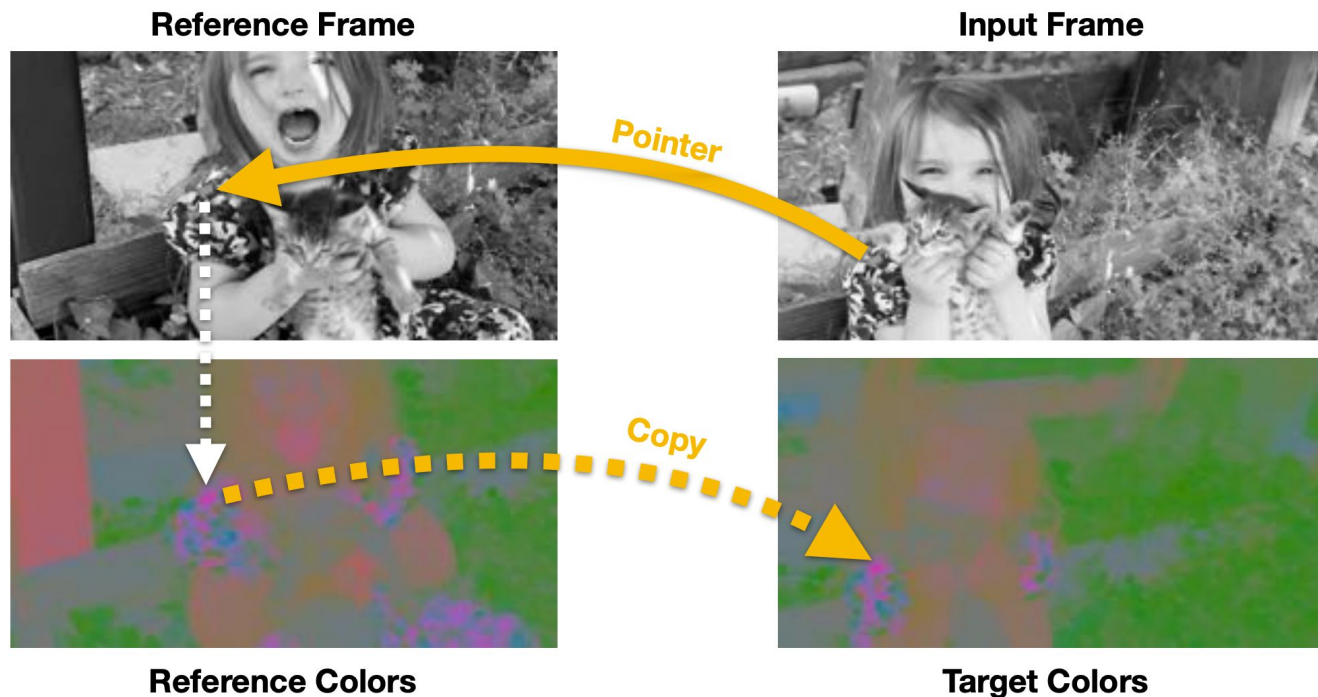 Reference Frame
Input Frame
Pointer
Copy
Reference Colors
Target Colors